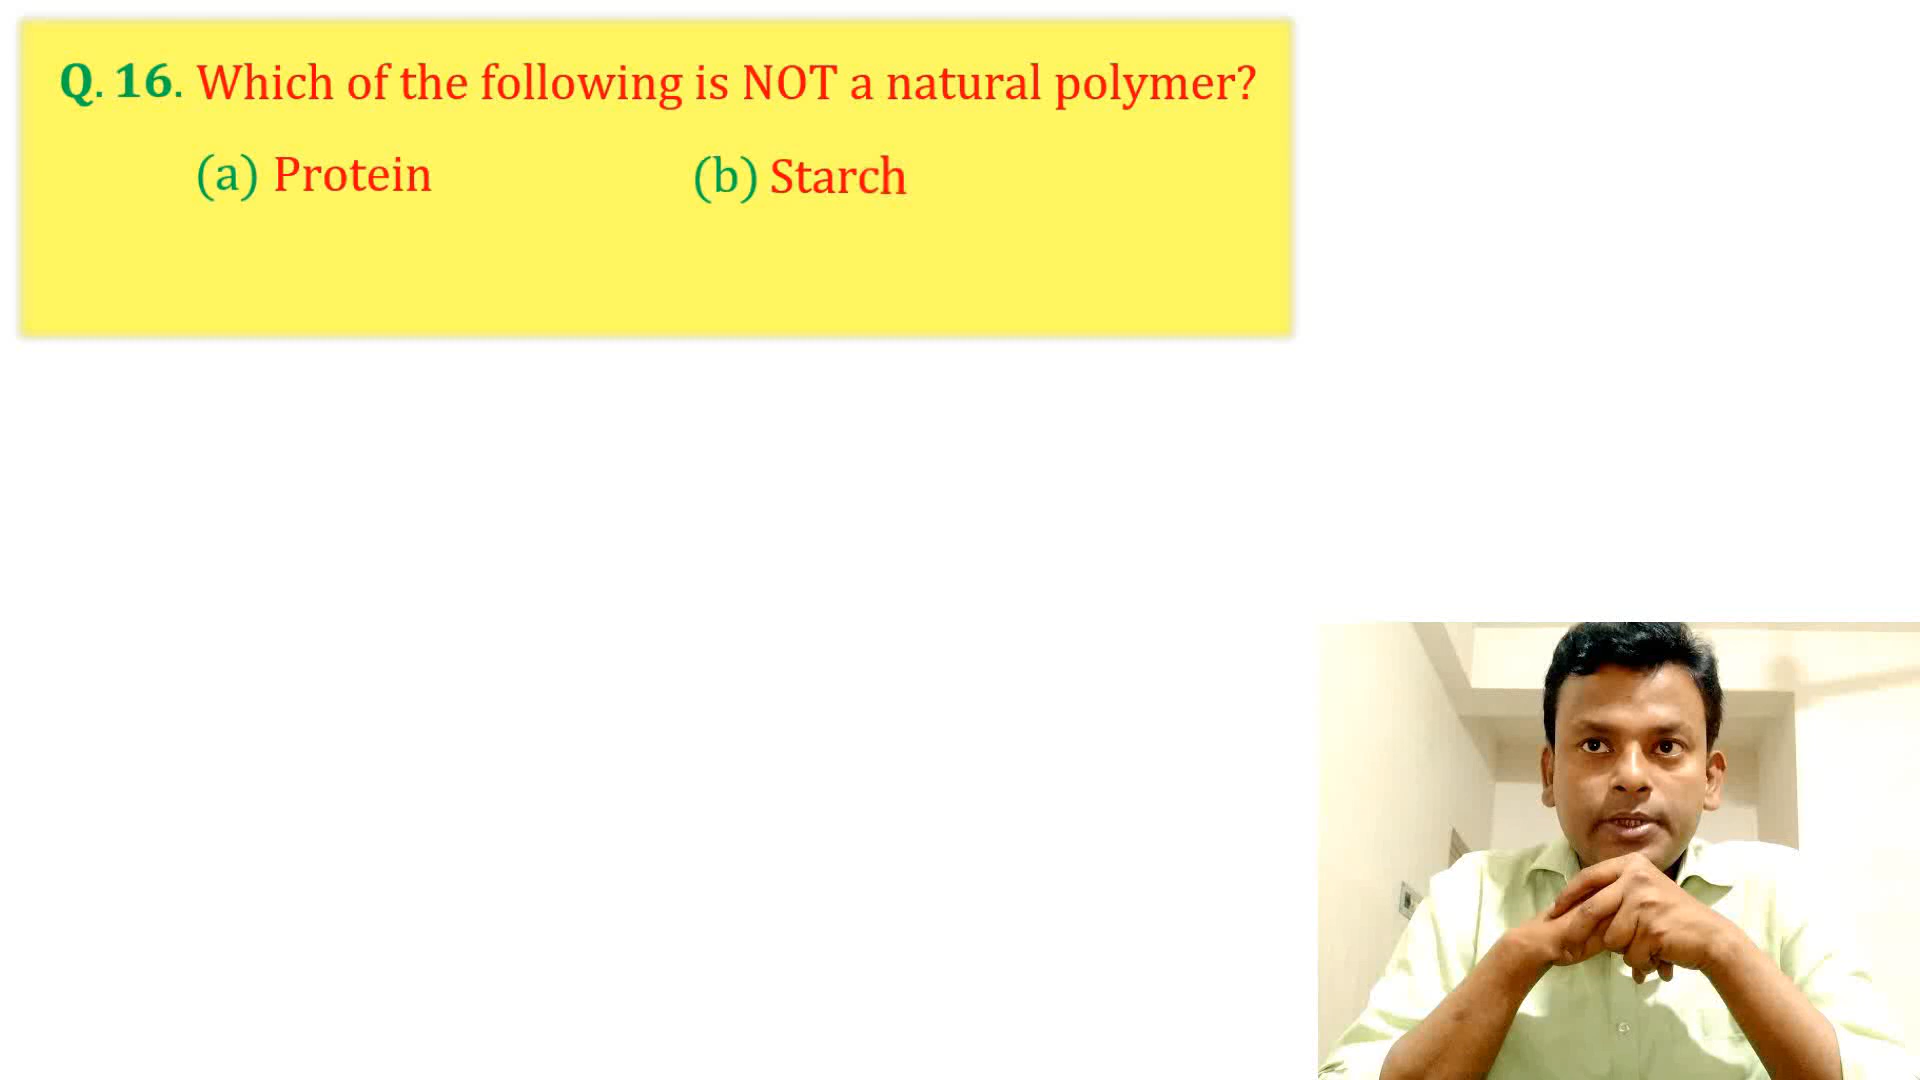 Q. 16. Which of the following is NOT a natural polymer?
(a) Protein (b) Starch